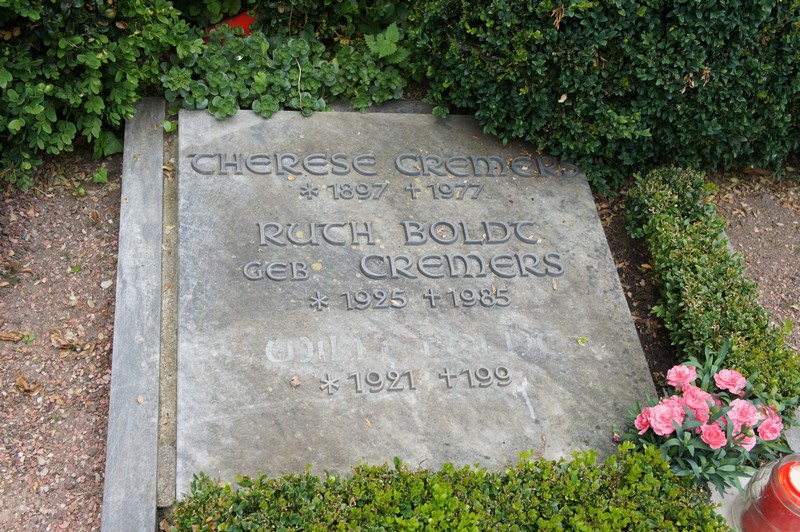 THERESE CREMERS
* 1897 † 1977
RUTH BOLDT
GEB CREMERS
* 1925 † 1985
* 1921 † 199